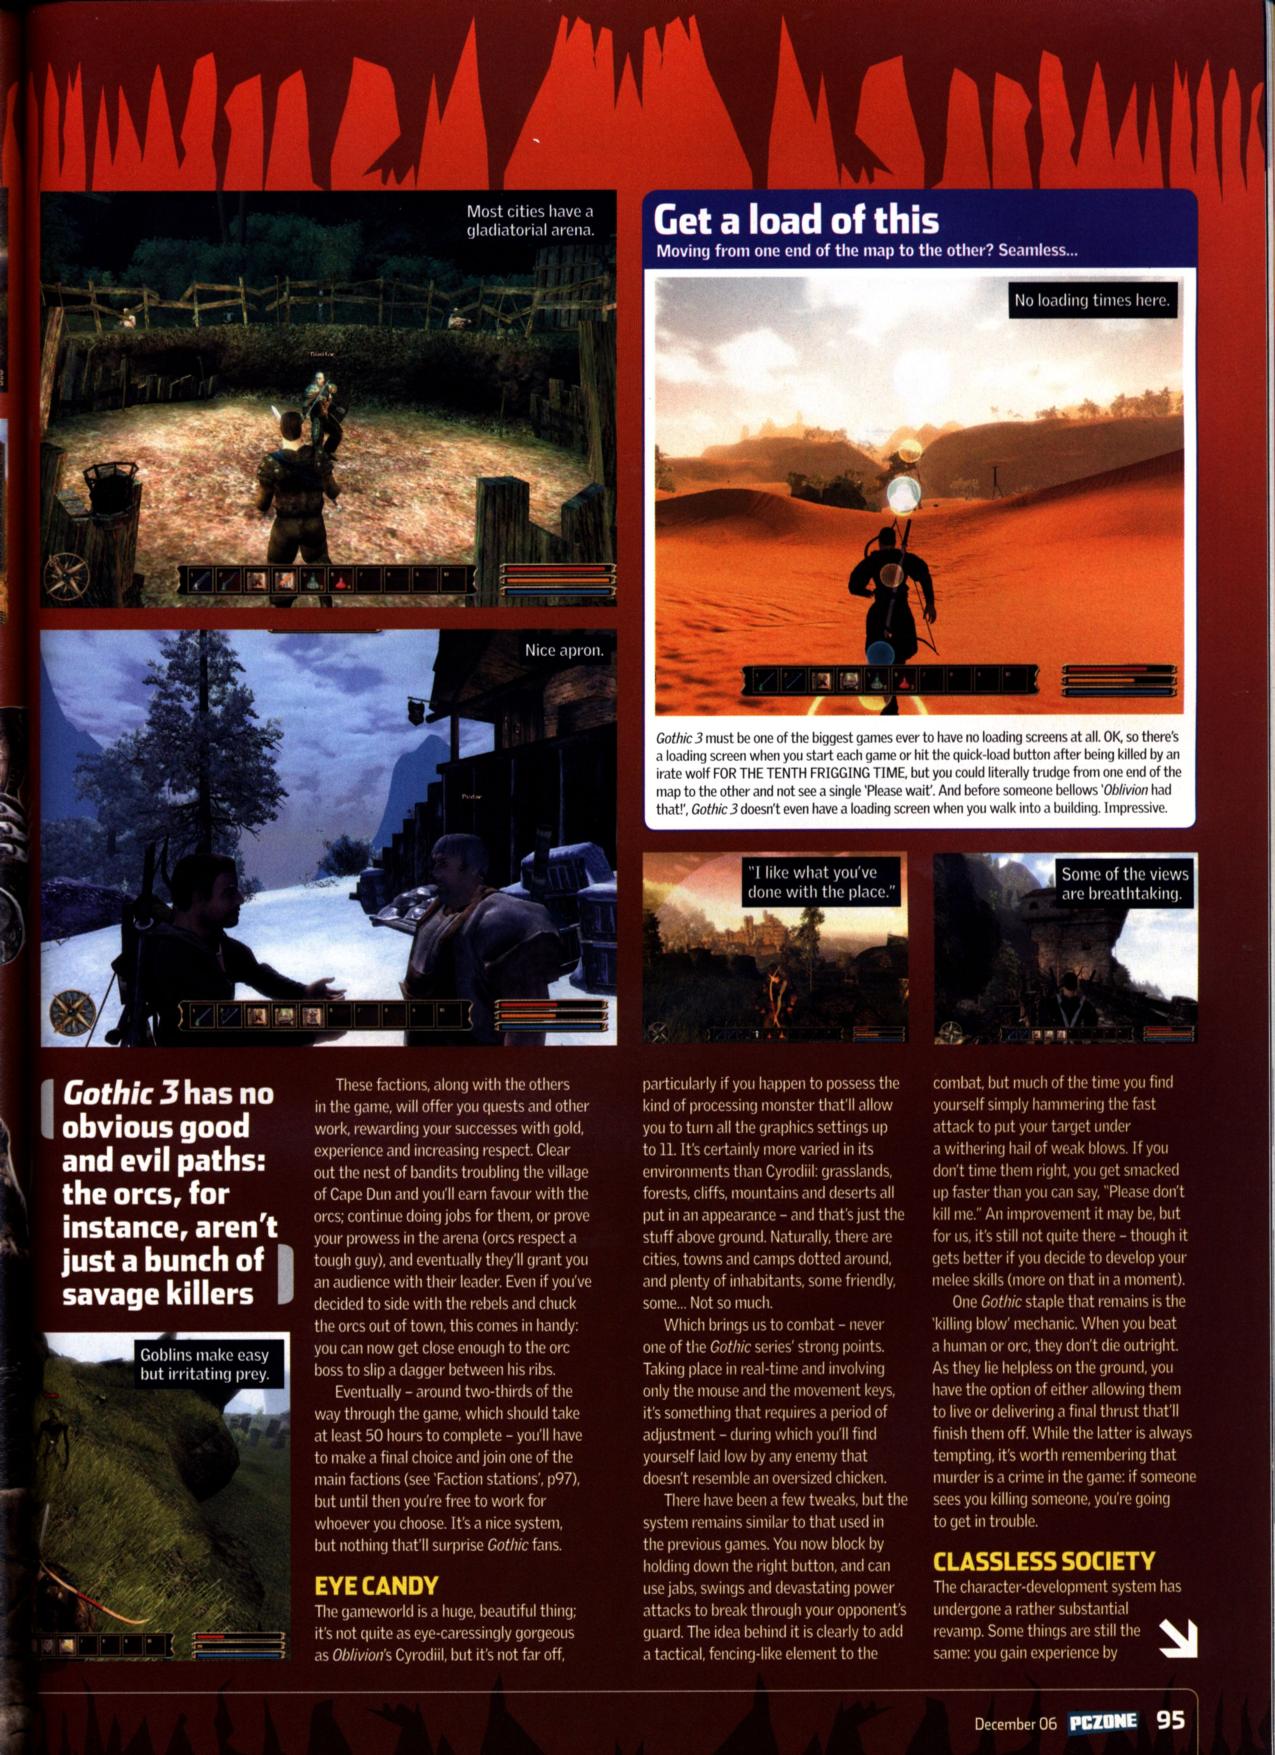 Most cities have a
gladiatorial arena.
Nice apron.
Get a load of this
Moving from one end of the map to the other? Seamless...
No loading times here.
Gothic 3 must be one of the biggest games ever to have no loading screens at all. OK, so there's
a loading screen when you start each game or hit the quick-load button after being killed by an
irate wolf FOR THE TENTH FRIGGING TIME, but you could literally trudge from one end of the
map to the other and not see a single 'Please wait'. And before someone bellows 'Oblivion had
that!', Gothic 3 doesn't even have a loading screen when you walk into a building. Impressive.
"I like what you've
done with the place."
Some of the views
are breathtaking.
Gothic 3 has no
obvious good
and evil paths:
the orcs, for
instance, aren't
just a bunch of
savage killers
Goblins make easy
but irritating prey.
These factions, along with the others
in the game, will offer you quests and other
work, rewarding your successes with gold,
experience and increasing respect. Clear
out the nest of bandits troubling the village
of Cape Dun and you'll earn favour with the
orcs; continue doing jobs for them, or prove
your prowess in the arena (orcs respect a
tough guy), and eventually they'll grant you
an audience with their leader. Even if you've
decided to side with the rebels and chuck
the orcs out of town, this comes in handy:
you can now get close enough to the orc
boss to slip a dagger between his ribs.
Eventually – around two-thirds of the
way through the game, which should take
at least 50 hours to complete – you'll have
to make a final choice and join one of the
main factions (see 'Faction stations', p97),
but until then you're free to work for
whoever you choose. It's a nice system,
but nothing that'll surprise Gothic fans.
EYE CANDY
The gameworld is a huge, beautiful thing;
it's not quite as eye-caressingly gorgeous
as Oblivion's Cyrodiil, but it's not far off,
particularly if you happen to possess the
kind of processing monster that'll allow
you to turn all the graphics settings up
to 11. It's certainly more varied in its
environments than Cyrodiil: grasslands,
forests, cliffs, mountains and deserts all
put in an appearance – and that's just the
stuff above ground. Naturally, there are
cities, towns and camps dotted around,
and plenty of inhabitants, some friendly,
some... Not so much.
Which brings us to combat – never
one of the Gothic series' strong points.
Taking place in real-time and involving
only the mouse and the movement keys,
it's something that requires a period of
adjustment – during which you'll find
yourself laid low by any enemy that
doesn't resemble an oversized chicken.
There have been a few tweaks, but the
system remains similar to that used in
the previous games. You now block by
holding down the right button, and can
use jabs, swings and devastating power
attacks to break through your opponent's
guard. The idea behind it is clearly to add
a tactical, fencing-like element to the
combat, but much of the time you find
yourself simply hammering the fast
attack to put your target under
a withering hail of weak blows. If you
don't time them right, you get smacked
up faster than you can say, "Please don't
kill me." An improvement it may be, but
for us, it's still not quite there – though it
gets better if you decide to develop your
melee skills (more on that in a moment).
One Gothic staple that remains is the
'killing blow' mechanic. When you beat
a human or orc, they don't die outright.
As they lie helpless on the ground, you
have the option of either allowing them
to live or delivering a final thrust that'll
finish them off. While the latter is always
tempting, it's worth remembering that
murder is a crime in the game: if someone
sees you killing someone, you're going
to get in trouble.
CLASSLESS SOCIETY
The character-development system has
undergone a rather substantial
revamp. Some things are still the
same: you gain experience by
December 06 PCZONE 95